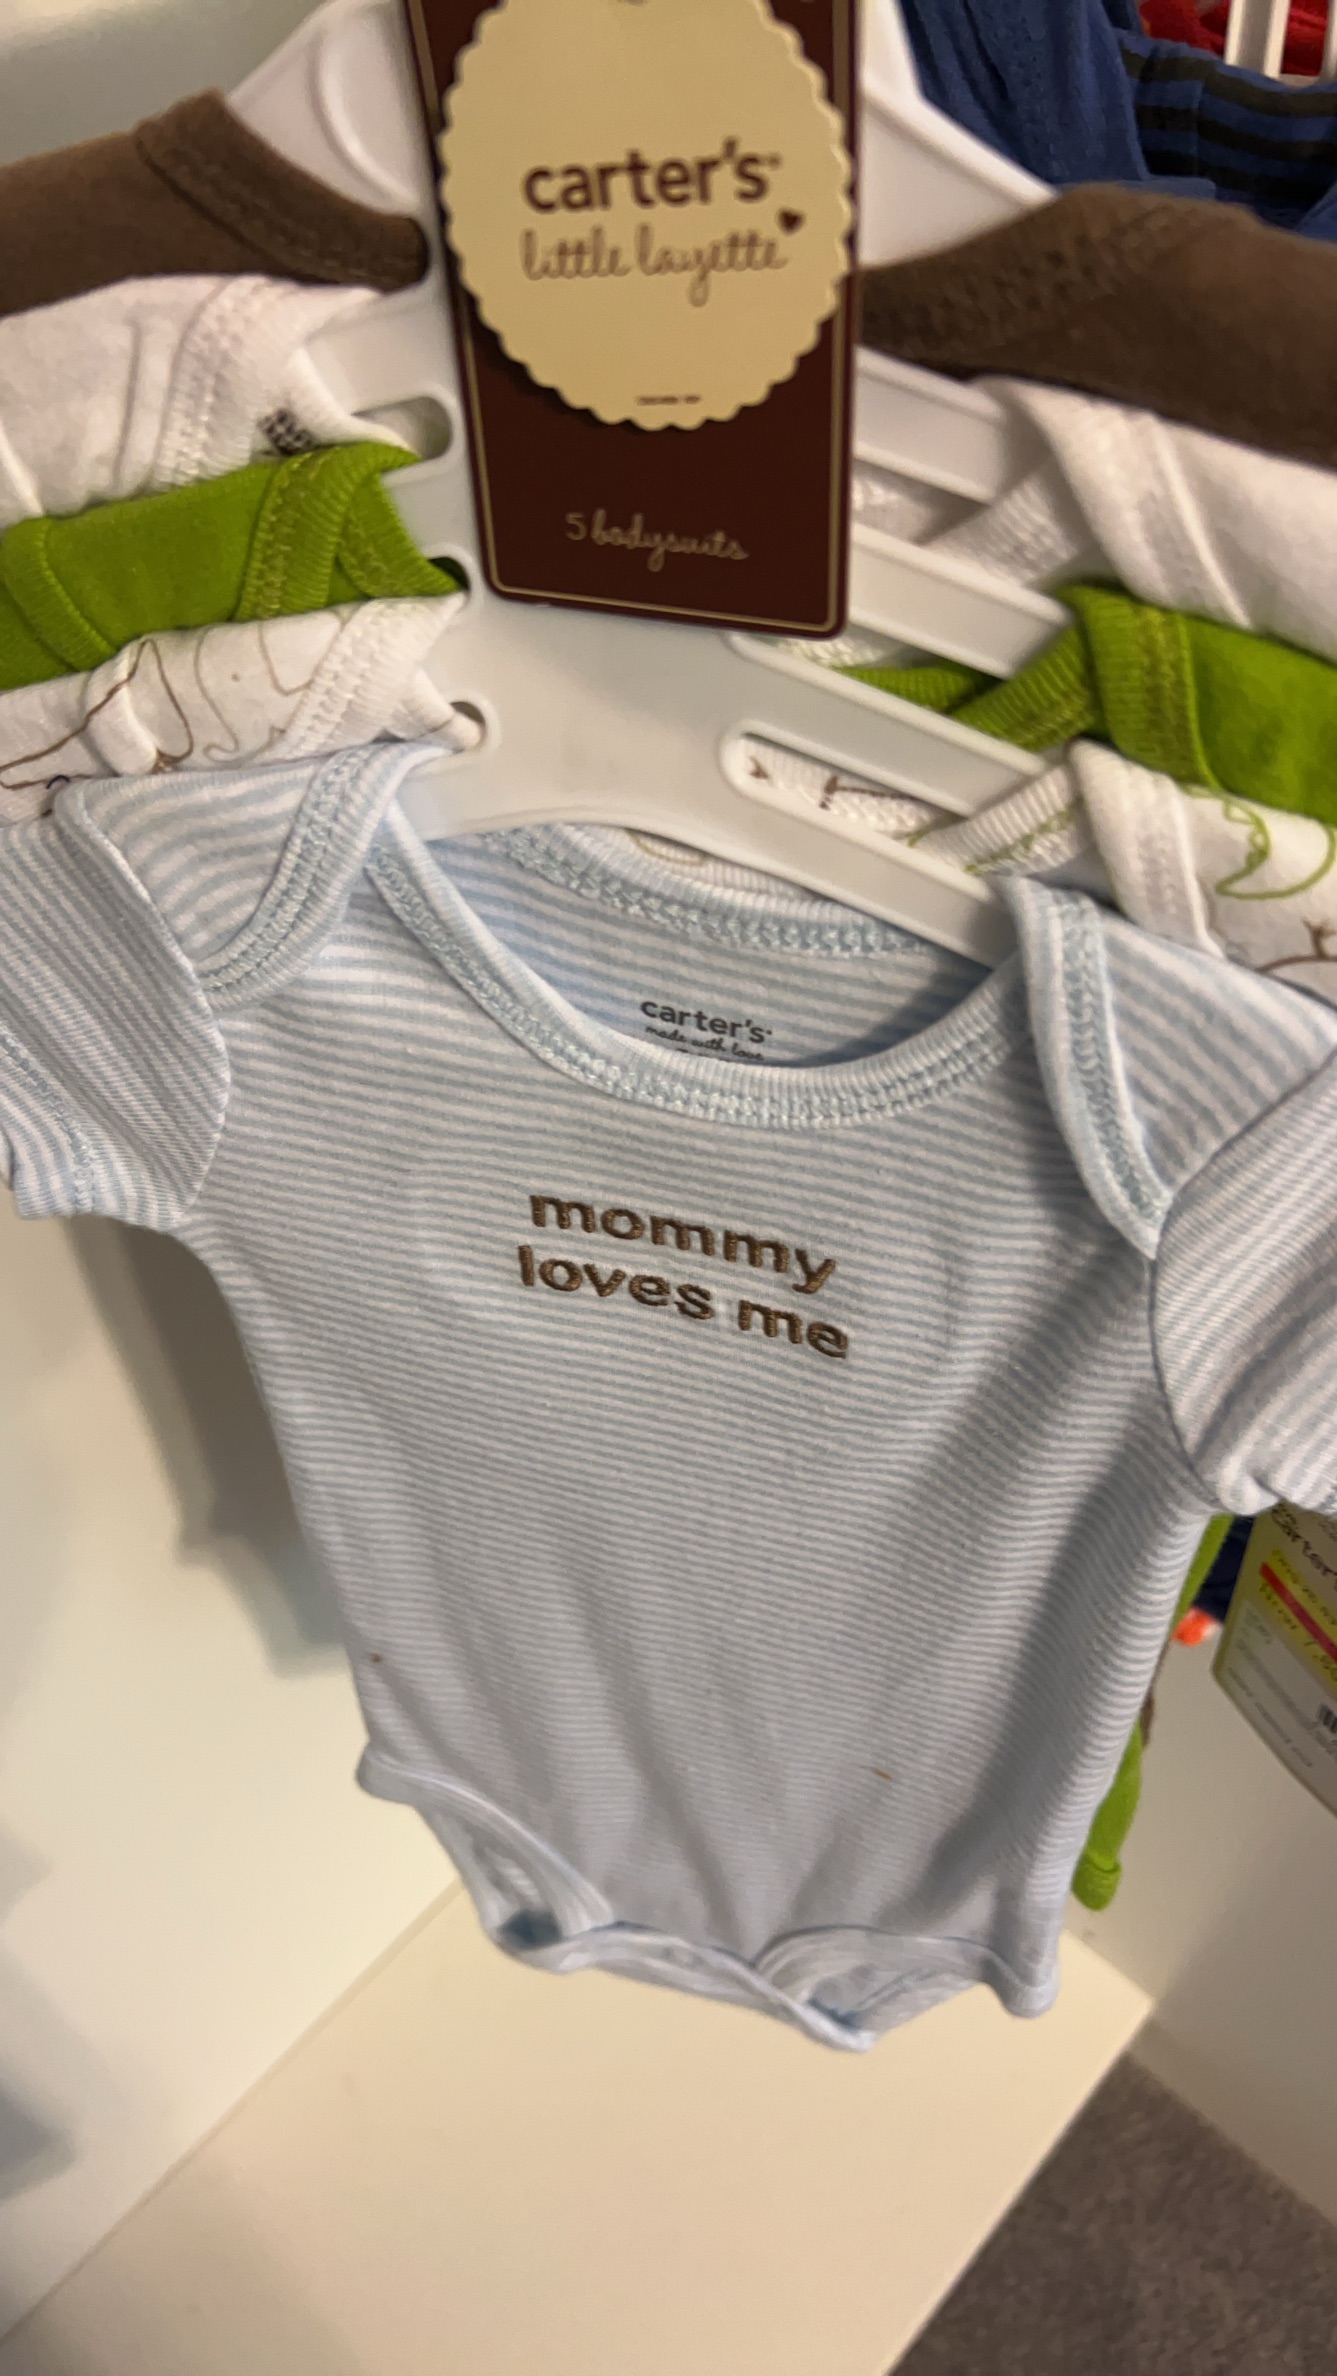 carter's
little layette
5 bodysuits
carter's
made with love
mommy
loves me